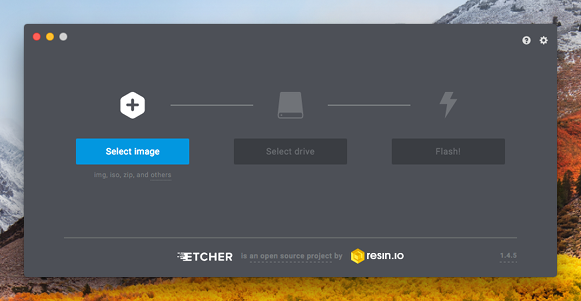 Select image
Select drive
Flash!
img, iso, zip, and others
ETCHER is an open source project by resin.io
1.4.5